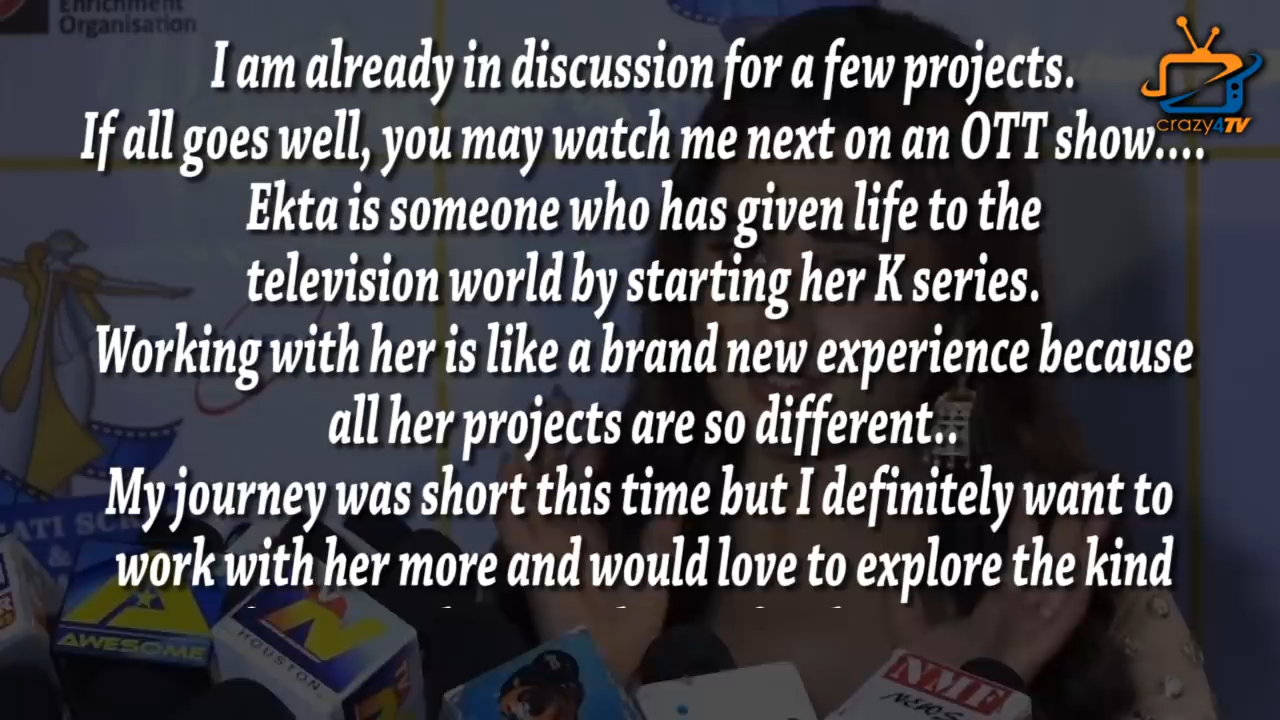 Enrichment
Organisation
crazy4TV
I am already in discussion for a few projects.
If all goes well, you may watch me next on an OTT show....
Ekta is someone who has given life to the
television world by starting her K series.
Working with her is like a brand new experience because
all her projects are so different..
My journey was short this time but I definitely want to
work with her more and would love to explore the kind
AWESOME
HOUSTON
NMF
NEWS